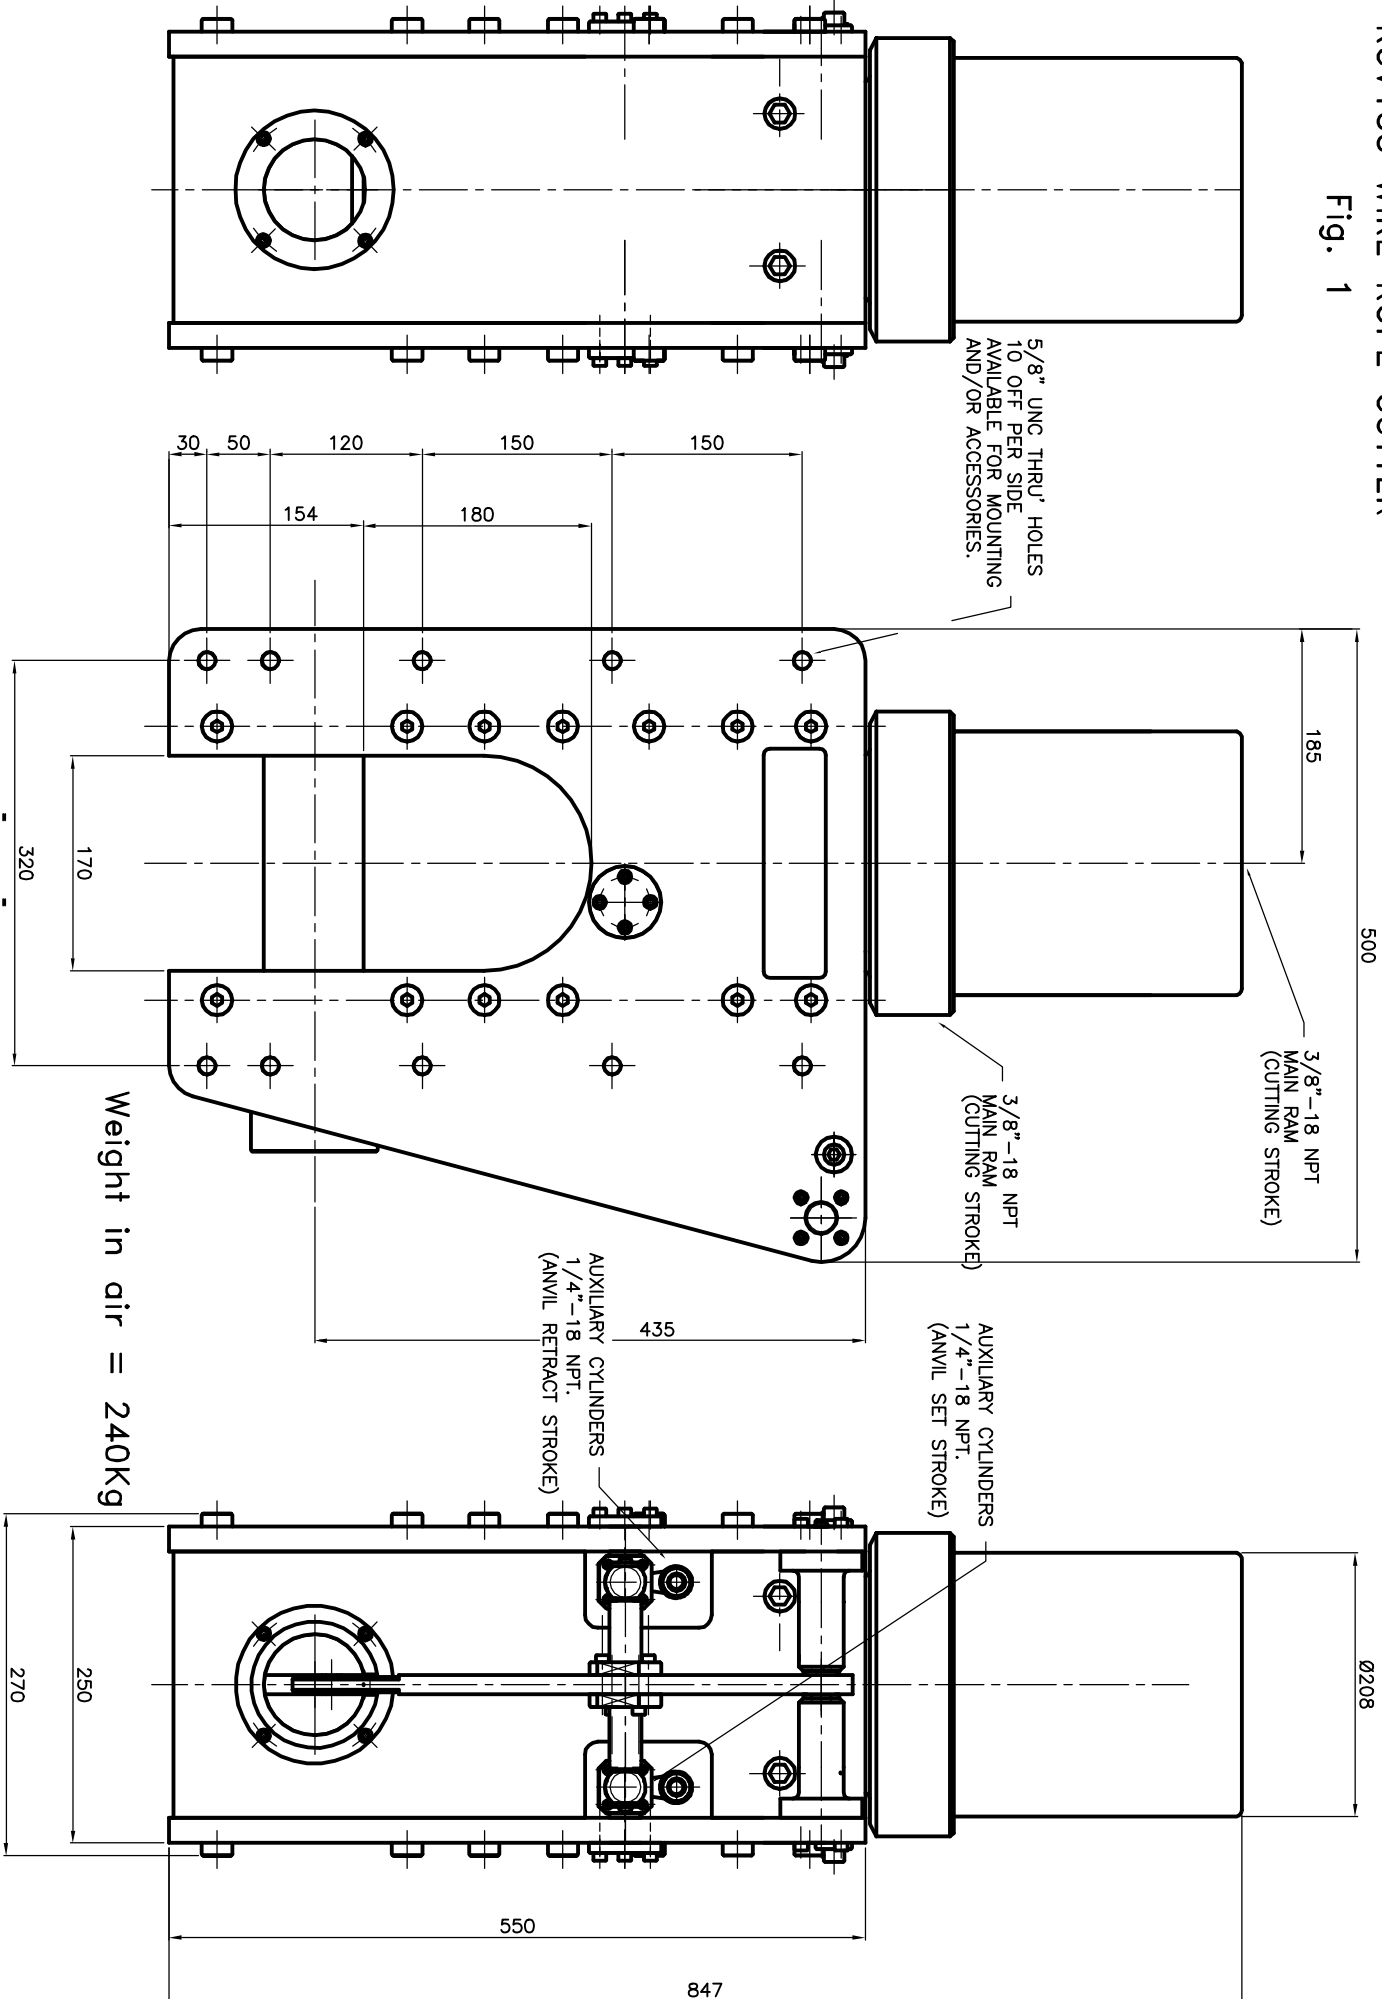 WIRE ROPE CUTTER
Fig. 1
5/8" UNC THRU' HOLES
10 OFF PER SIDE
AVAILABLE FOR MOUNTING
AND/OR ACCESSORIES.
30
50
120
150
150
154
180
185
500
3/8"-18 NPT
MAIN RAM
(CUTTING STROKE)
3/8"-18 NPT
MAIN RAM
(CUTTING STROKE)
170
320
435
AUXILIARY CYLINDERS
1/4"-18 NPT.
(ANVIL SET STROKE)
AUXILIARY CYLINDERS
1/4"-18 NPT.
(ANVIL RETRACT STROKE)
Weight in air = 240Kg
Ø208
250
270
550
847